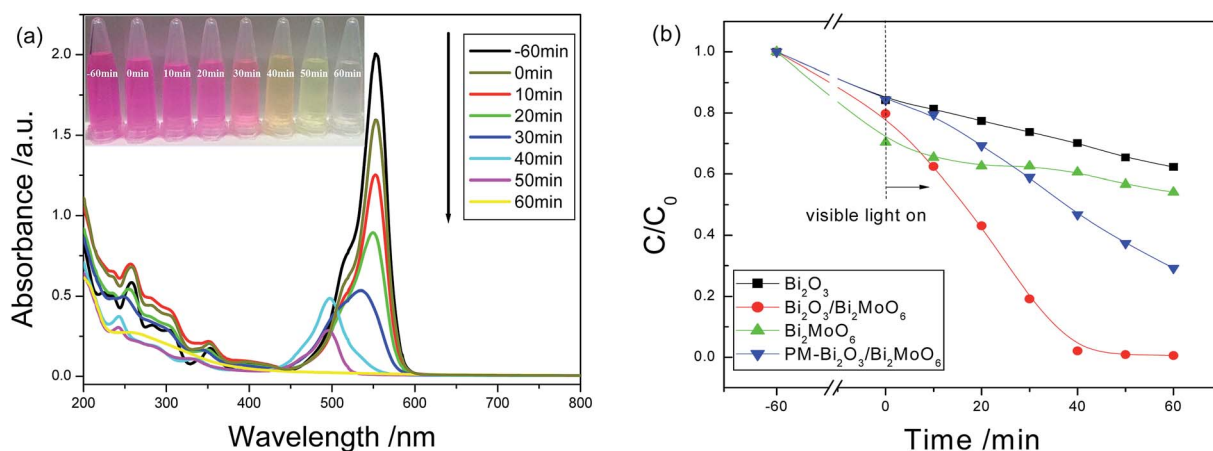 (a)
-60min 0min 10min 20min 30min 40min 50min 60min
-60min
0min
10min
20min
30min
40min
50min
60min
2.0
1.5
1.0
0.5
0.0
Absorbance /a.u.
200 300 400 500 600 700 800
Wavelength /nm
(b)
1.0
0.8
0.6
0.4
0.2
0.0
C/C₀
visible light on
Bi₂O₃
Bi₂O₃/Bi₂MoO₆
Bi₂MoO₆
PM-Bi₂O₃/Bi₂MoO₆
-60 0 20 40 60
Time /min